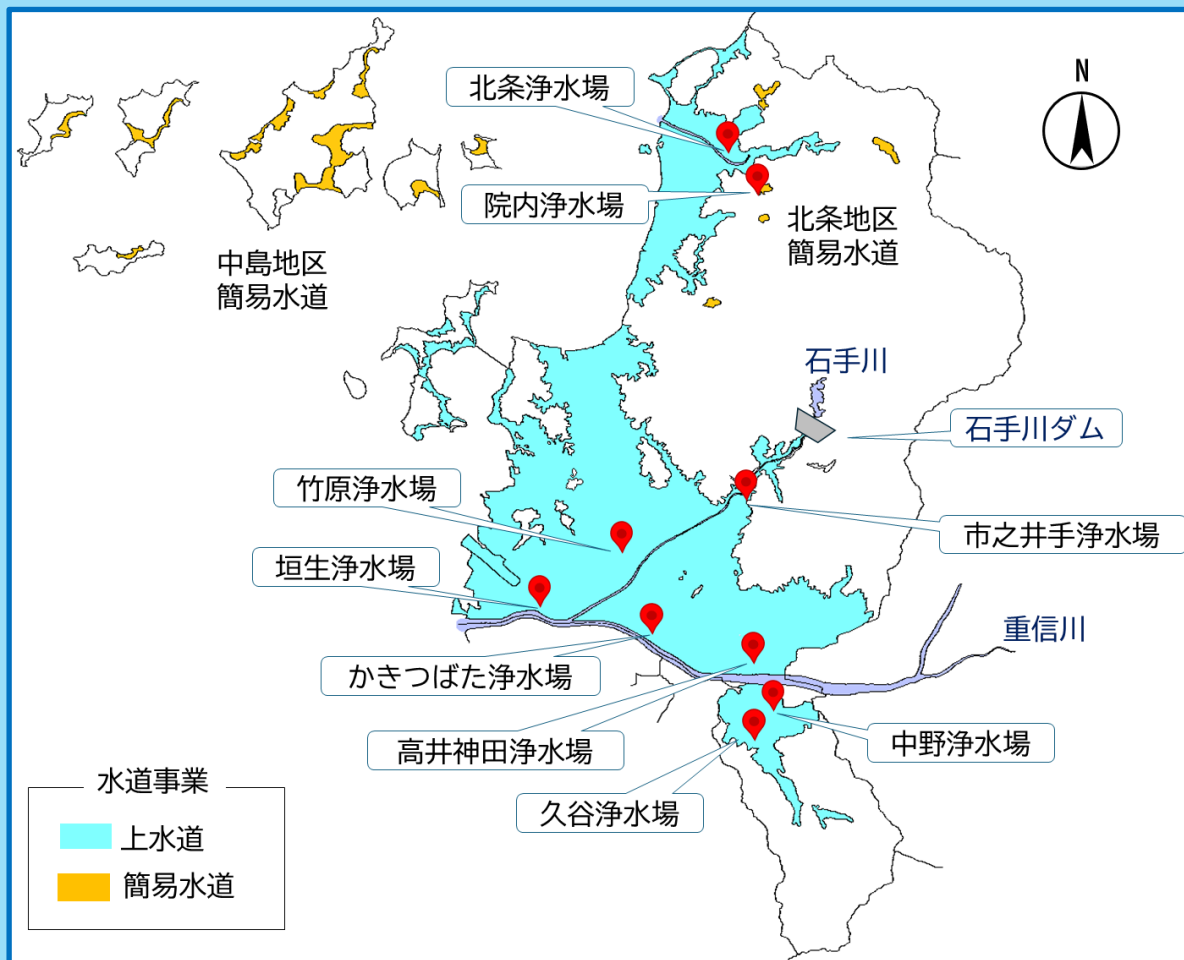 N
北条浄水場
院内浄水場
北条地区
簡易水道
中島地区
簡易水道
石手川
石手川ダム
竹原浄水場
市之井手浄水場
垣生浄水場
重信川
かきつばた浄水場
高井神田浄水場
中野浄水場
久谷浄水場
水道事業
上水道
簡易水道